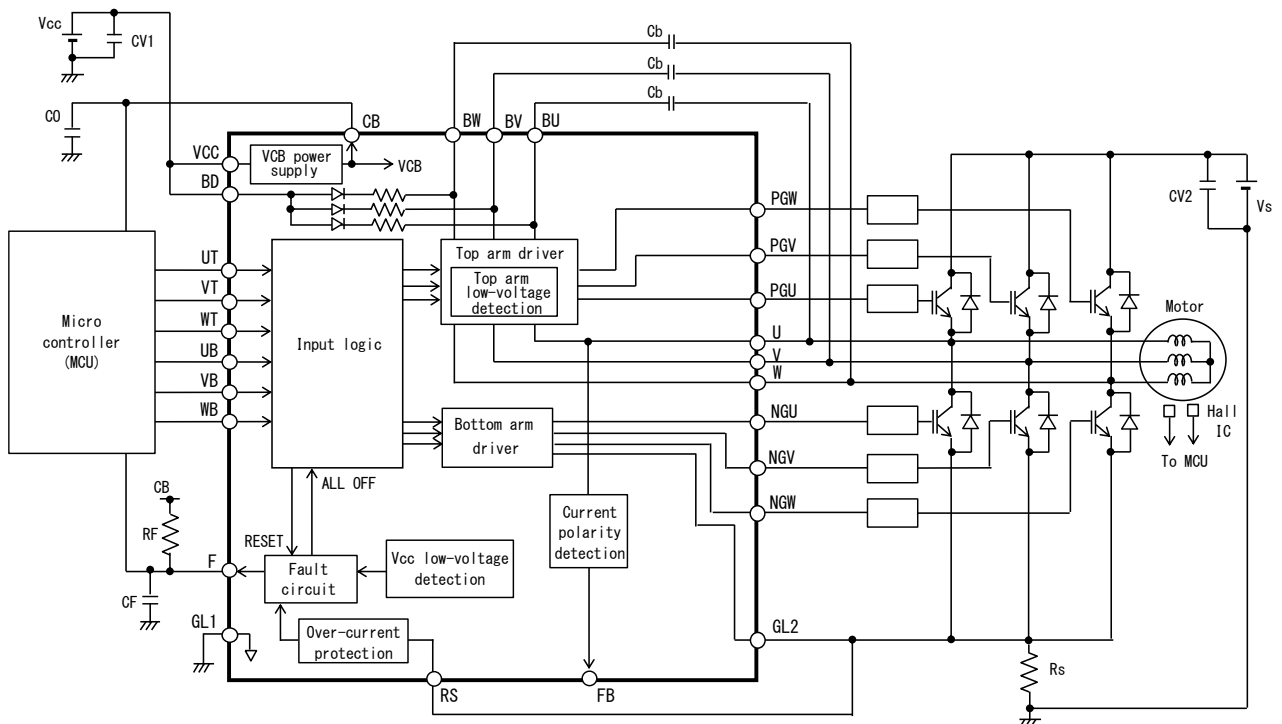 Vcc
CV1
Cb
Cb
Cb
C0
CB
BW
BV
BU
VCC
VCB power
supply
VCB
BD
PGW
CV2
Vs
Micro
controller
(MCU)
UT
VT
WT
UB
VB
WB
Input logic
Top arm driver
Top arm
low-voltage
detection
PGV
PGU
U
V
W
Motor
Hall
IC
To MCU
NGU
NGV
NGW
Bottom arm
driver
ALL OFF
RESET
CB
RF
F
CF
Fault
circuit
Vcc low-voltage
detection
Current
polarity
detection
GL1
Over-current
protection
GL2
Rs
RS
FB